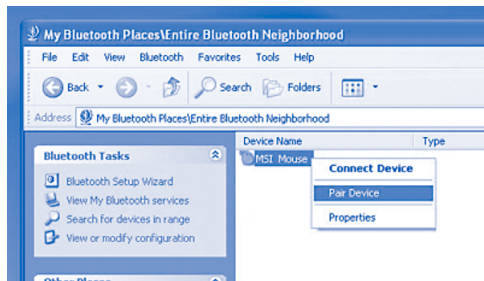 My Bluetooth Places\Entire Bluetooth Neighborhood
File Edit View Bluetooth Favorites Tools Help
Back Search Folders
Address My Bluetooth Places\Entire Bluetooth Neighborhood
Device Name Type
Bluetooth Tasks
MSI Mouse
Connect Device
Bluetooth Setup Wizard
Pair Device
View My Bluetooth services
Search for devices in range
Properties
View or modify configuration
Other Places